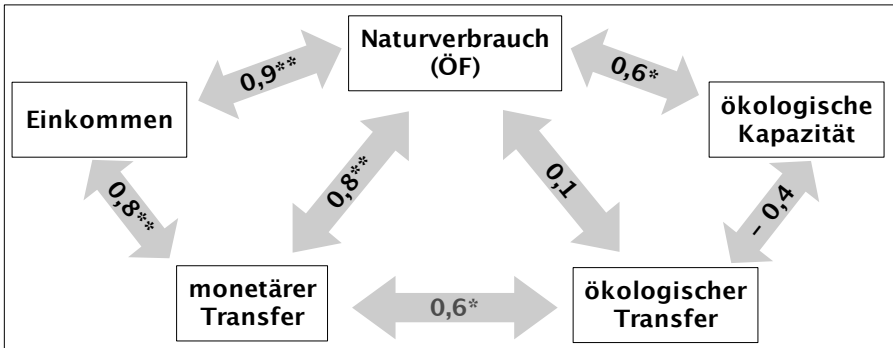 Naturverbrauch
(ÖF)
0,9**
0,6*
Einkommen
ökologische
Kapazität
0,8**
0,8**
0,1
– 0,4
monetärer
Transfer
0,6*
ökologischer
Transfer